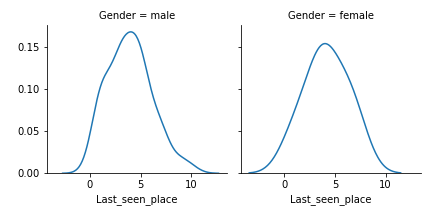 Gender = male
Gender = female
0.15
0.10
0.05
0.00
0 5 10
0 5 10
Last_seen_place
Last_seen_place